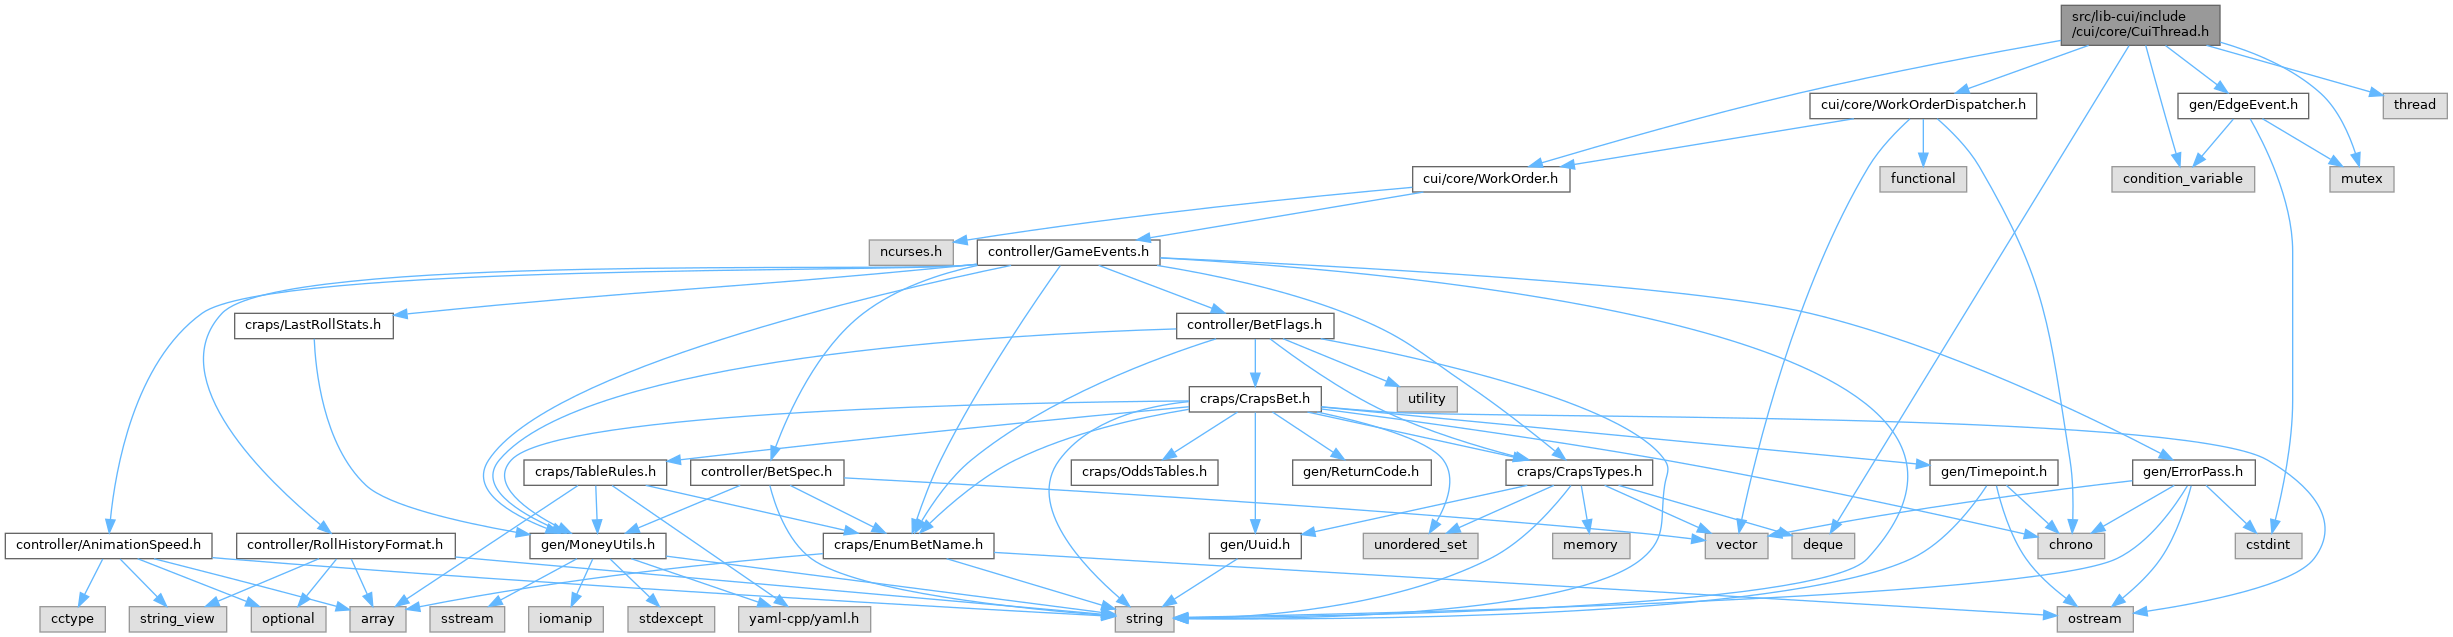 src/lib-cui/include
/cui/core/CuiThread.h
cui/core/WorkOrderDispatcher.h
gen/EdgeEvent.h
thread
cui/core/WorkOrder.h
functional
condition_variable
mutex
ncurses.h
controller/GameEvents.h
craps/LastRollStats.h
controller/BetFlags.h
craps/CrapsBet.h
utility
craps/TableRules.h
controller/BetSpec.h
craps/OddsTables.h
gen/ReturnCode.h
craps/CrapsTypes.h
gen/Timepoint.h
gen/ErrorPass.h
controller/AnimationSpeed.h
controller/RollHistoryFormat.h
gen/MoneyUtils.h
craps/EnumBetName.h
gen/Uuid.h
unordered_set
memory
vector
deque
chrono
cstdint
cctype
string_view
optional
array
sstream
iomanip
stdexcept
yaml-cpp/yaml.h
string
ostream